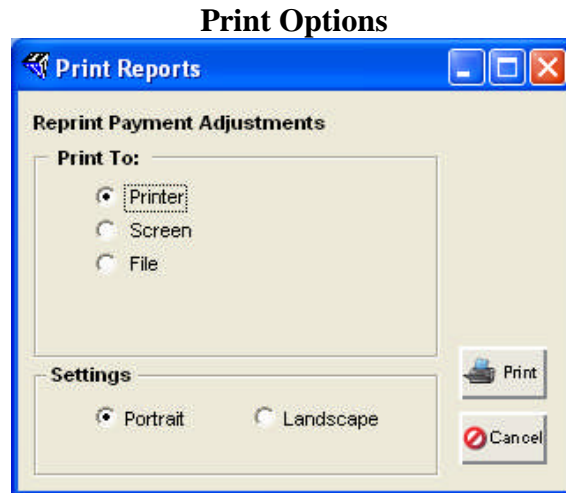 Print Options
Print Reports
Reprint Payment Adjustments
Print To:
Printer
Screen
File
Settings
Portrait Landscape
Print
Cancel